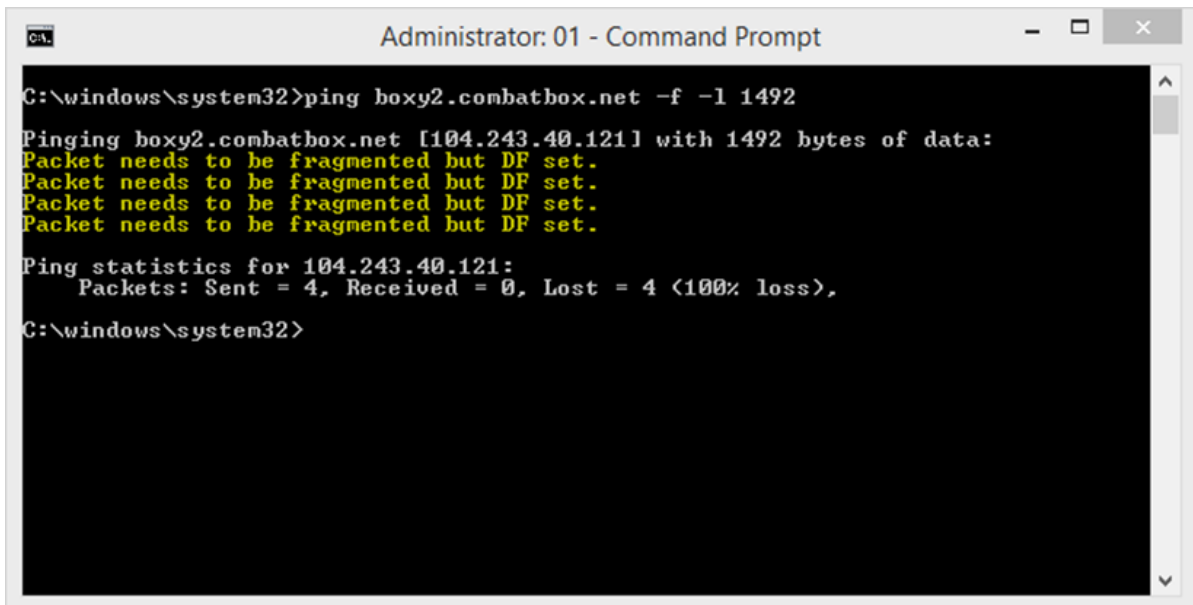 Administrator: 01 - Command Prompt
C:\windows\system32>ping boxy2.combatbox.net -f -l 1492
Pinging boxy2.combatbox.net [104.243.40.121] with 1492 bytes of data:
Packet needs to be fragmented but DF set.
Packet needs to be fragmented but DF set.
Packet needs to be fragmented but DF set.
Packet needs to be fragmented but DF set.
Ping statistics for 104.243.40.121:
    Packets: Sent = 4, Received = 0, Lost = 4 (100% loss),
C:\windows\system32>